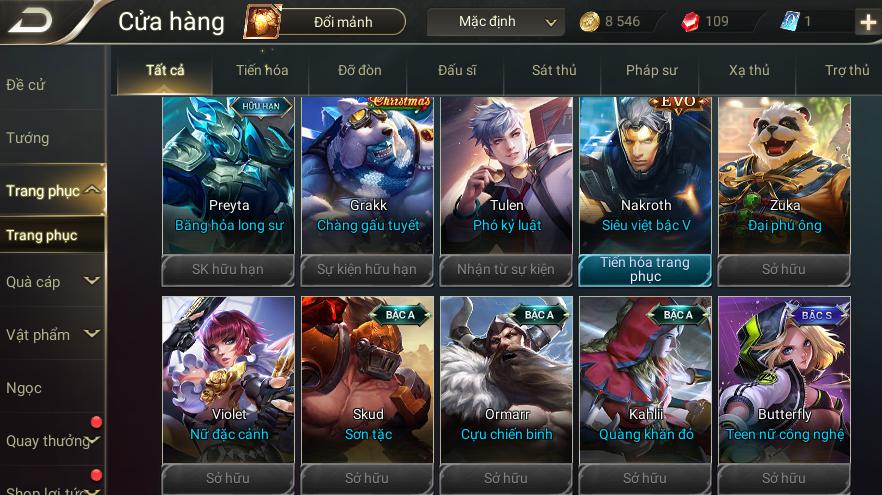 Cửa hàng
Đổi mảnh
Mặc định
8 546
109
1
Đề cử
Tướng
Trang phục
Trang phục
Quà cáp
Vật phẩm
Ngọc
Quay thưởng
Shop lợi tức
Tất cả
Tiến hóa
Đỡ đòn
Đấu sĩ
Sát thủ
Pháp sư
Xạ thủ
Trợ thủ
HỮU HẠN
Preyta
Băng hỏa long sư
SK hữu hạn
Christmas
Grakk
Chàng gấu tuyết
Sự kiện hữu hạn
Tulen
Phó kỷ luật
Nhận từ sự kiện
EVO
Nakroth
Siêu việt bậc V
Tiến hóa trang
phục
Zuka
Đại phú ông
Sở hữu
Violet
Nữ đặc cảnh
Sở hữu
BẬC A
Skud
Sơn tặc
Sở hữu
BẬC A
Ormarr
Cựu chiến binh
Sở hữu
BẬC A
Kahlii
Quàng khăn đỏ
Sở hữu
BẬC S
Butterfly
Teen nữ công nghệ
Sở hữu